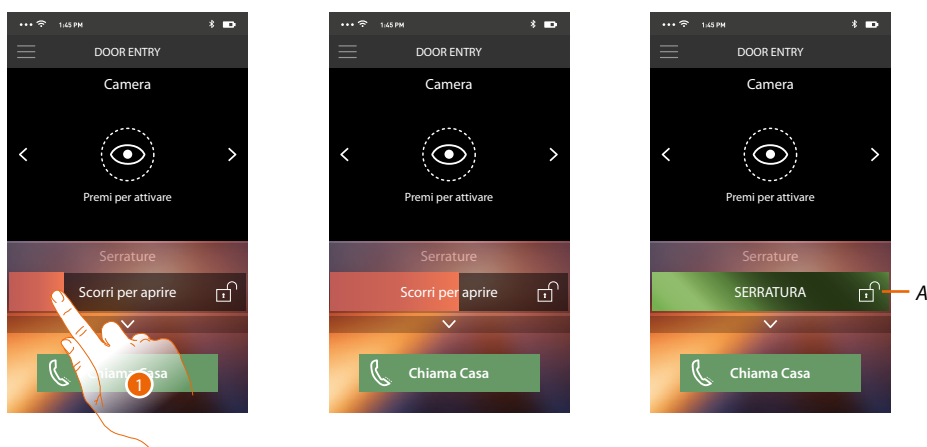 1:45 PM
DOOR ENTRY
Camera
Premi per attivare
Serrature
Scorri per aprire
Chiama Casa
1
1:45 PM
DOOR ENTRY
Camera
Premi per attivare
Serrature
Scorri per aprire
Chiama Casa
1:45 PM
DOOR ENTRY
Camera
Premi per attivare
Serrature
SERRATURA
A
Chiama Casa